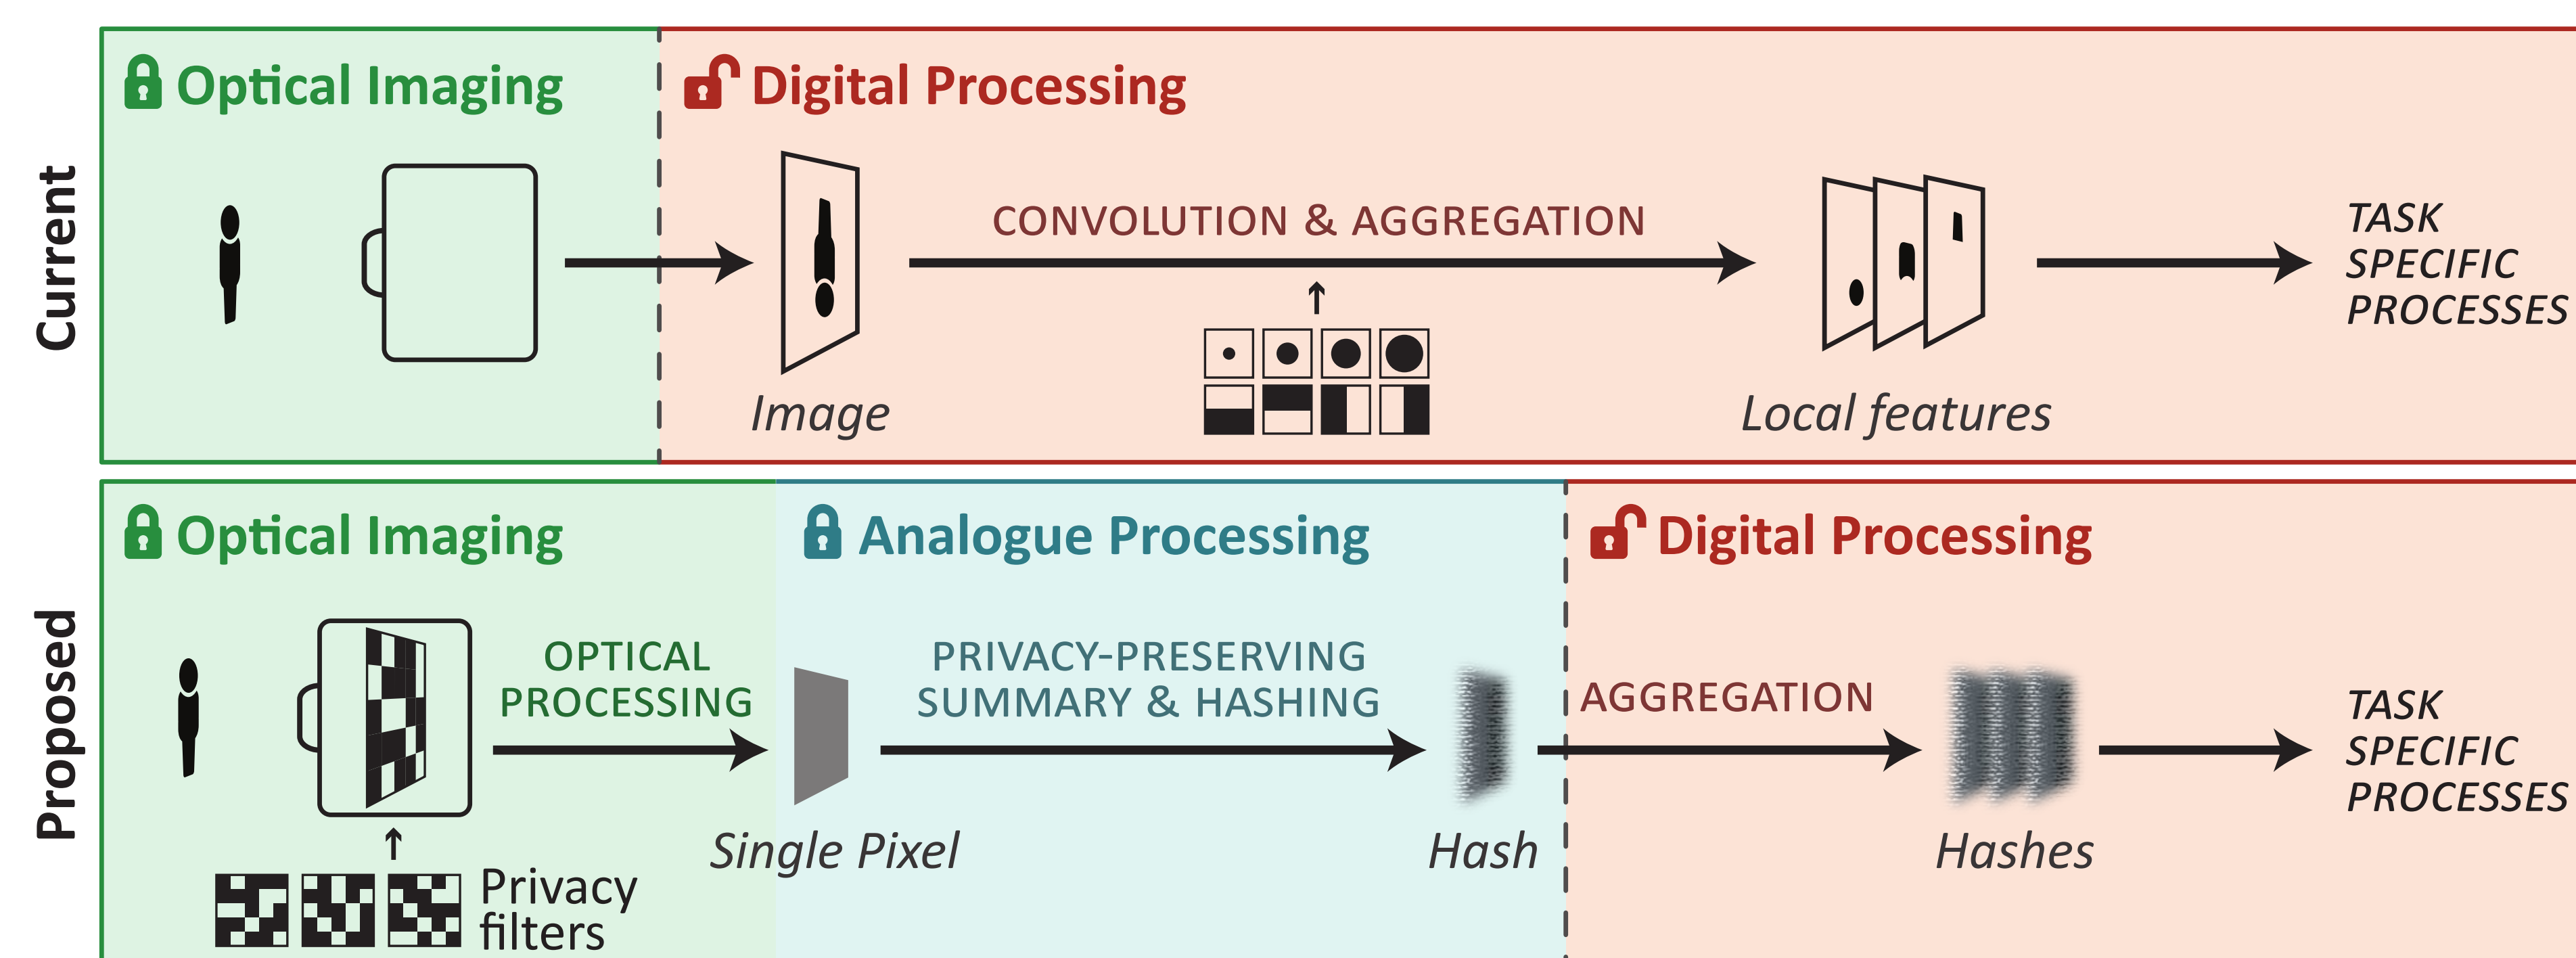 Current
Optical Imaging
Digital Processing
CONVOLUTION & AGGREGATION
TASK
SPECIFIC
PROCESSES
Image
Local features
Proposed
Optical Imaging
Analogue Processing
Digital Processing
OPTICAL
PROCESSING
PRIVACY-PRESERVING
SUMMARY & HASHING
AGGREGATION
TASK
SPECIFIC
PROCESSES
Single Pixel
Hash
Hashes
Privacy
filters